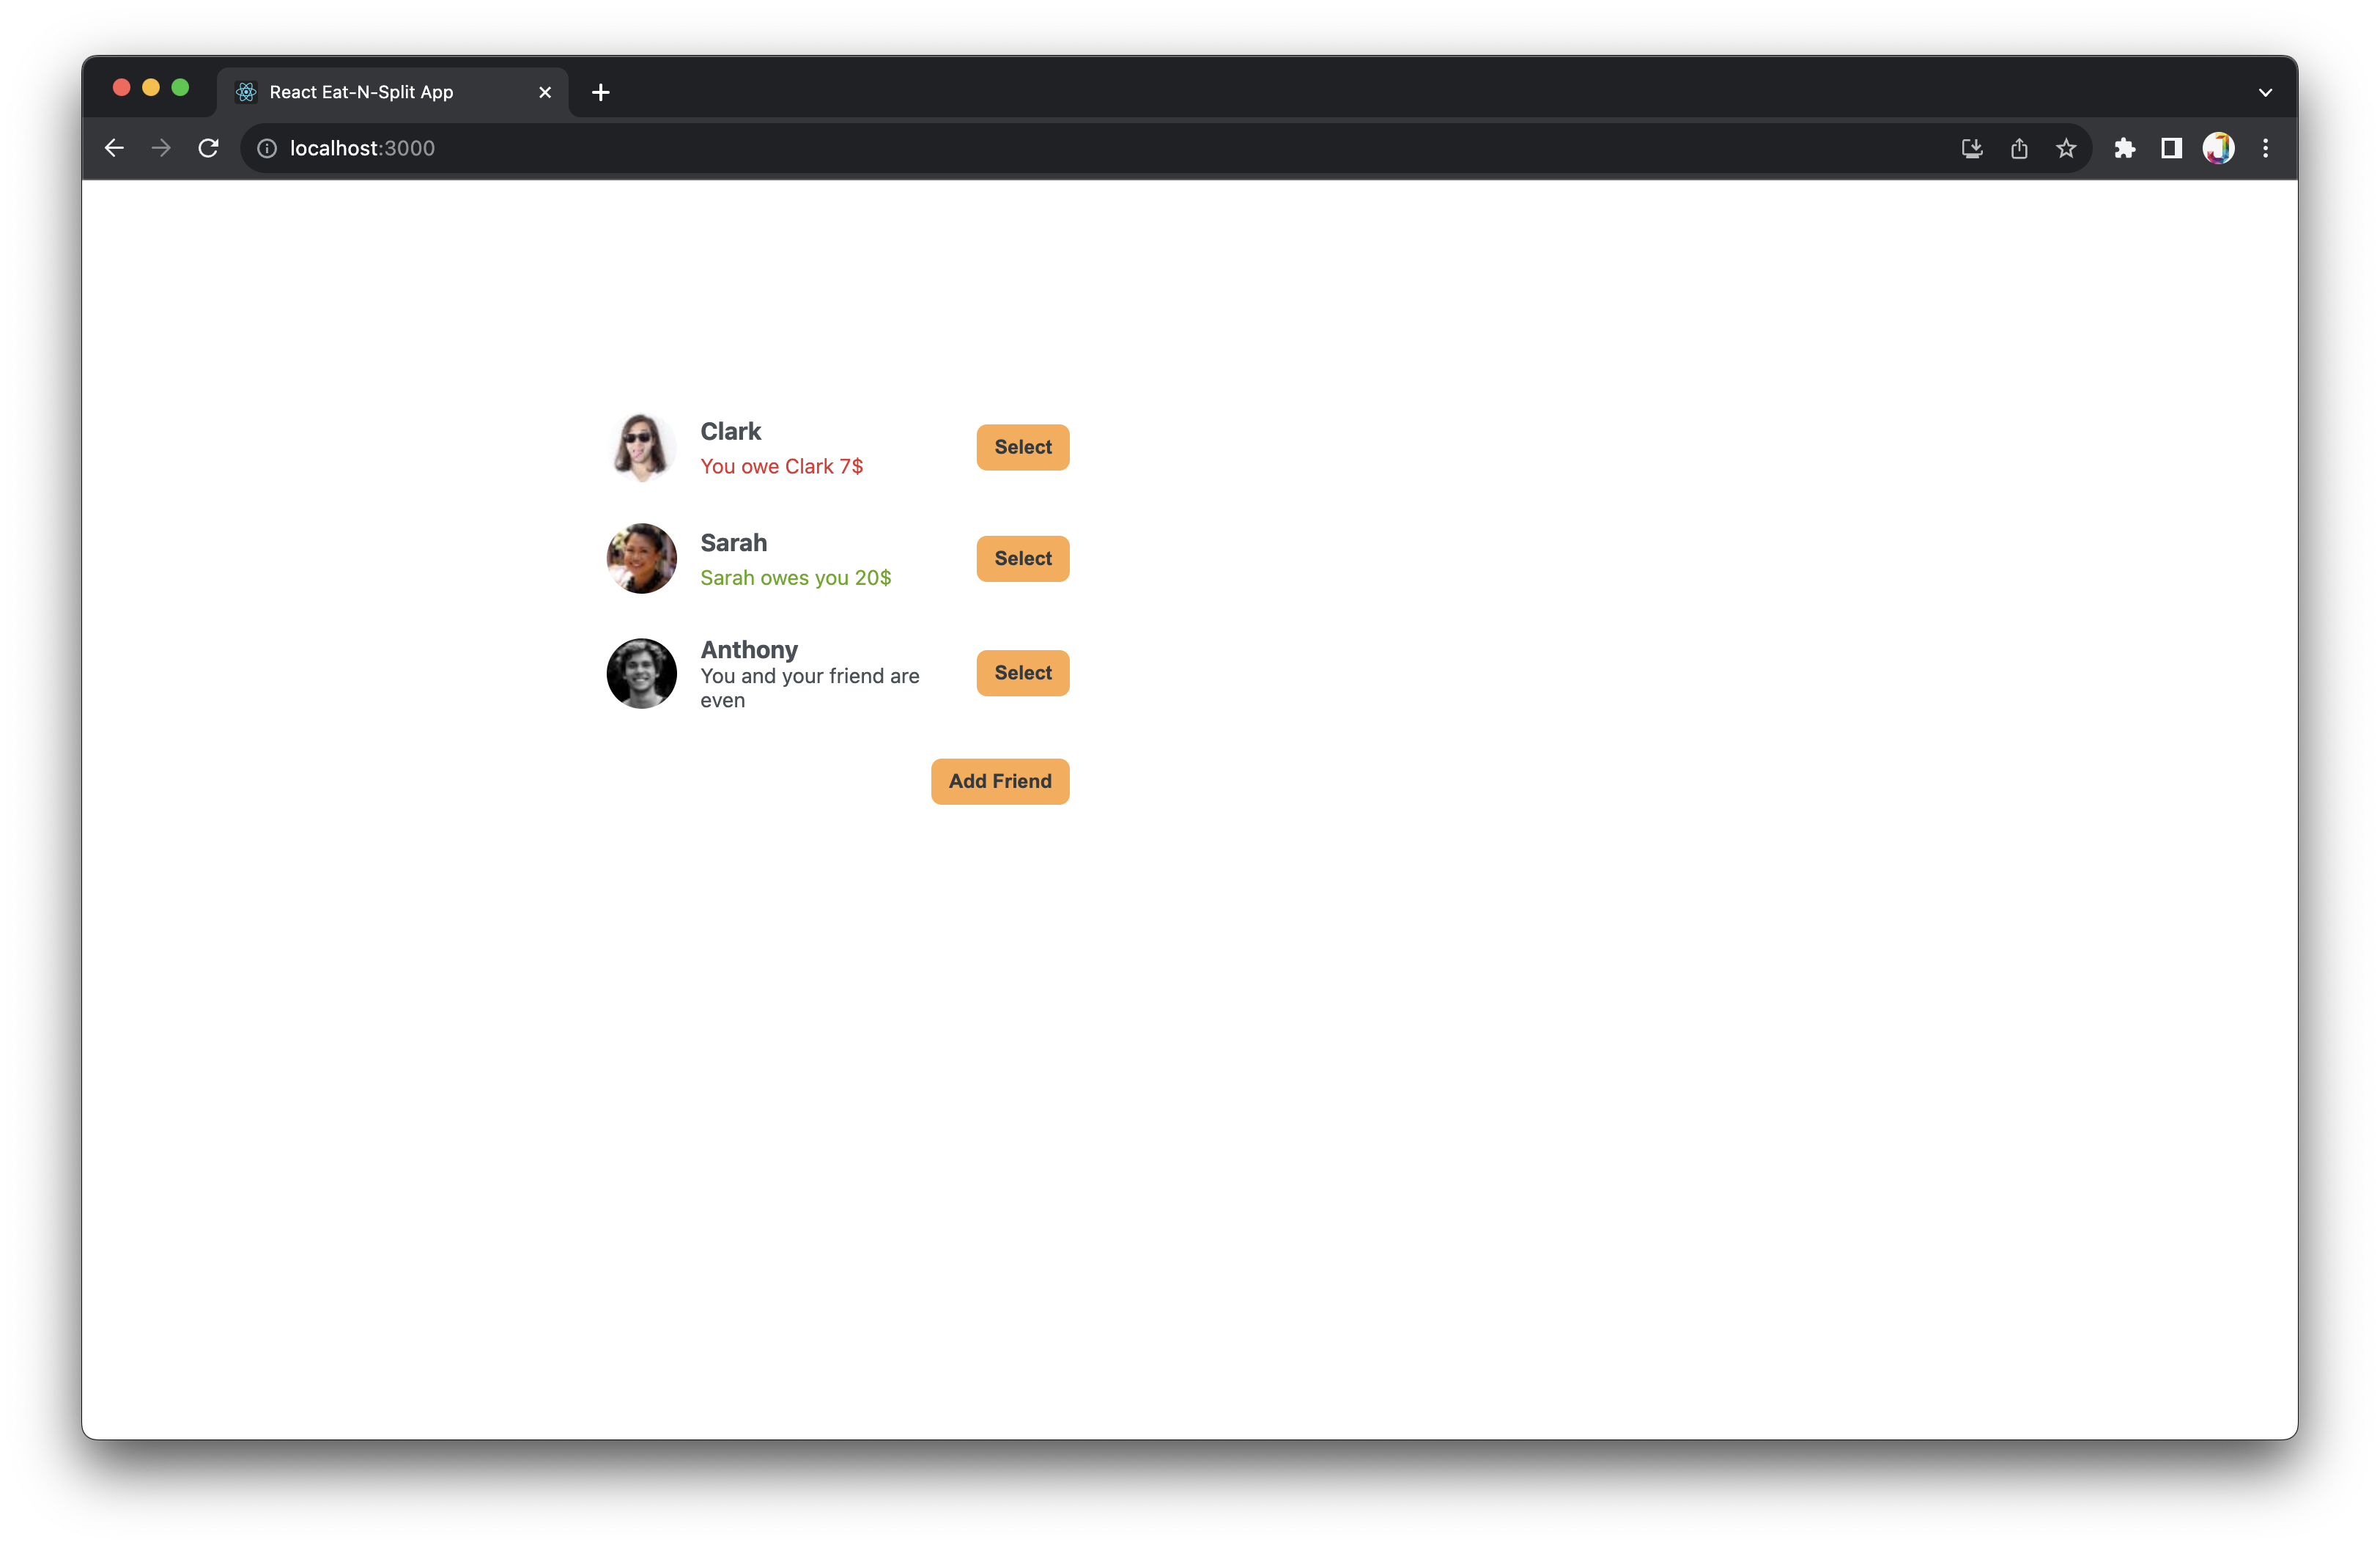 React Eat-N-Split App
localhost:3000
Clark
You owe Clark 7$
Select
Sarah
Sarah owes you 20$
Select
Anthony
You and your friend are
even
Select
Add Friend